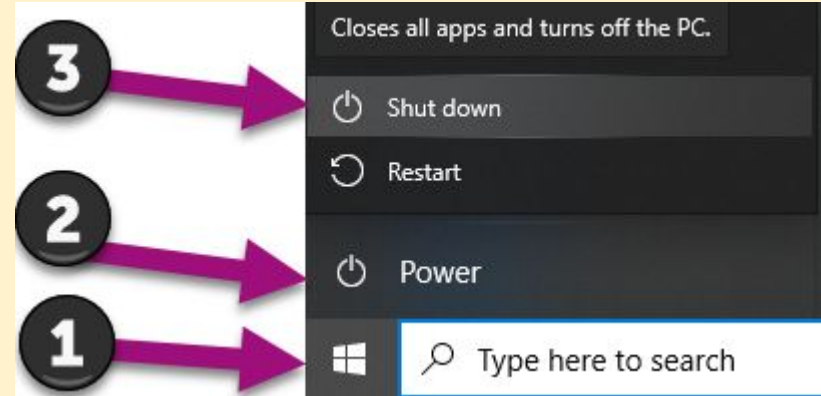 Closes all apps and turns off the PC.
3
Shut down
Restart
2
Power
1
Type here to search